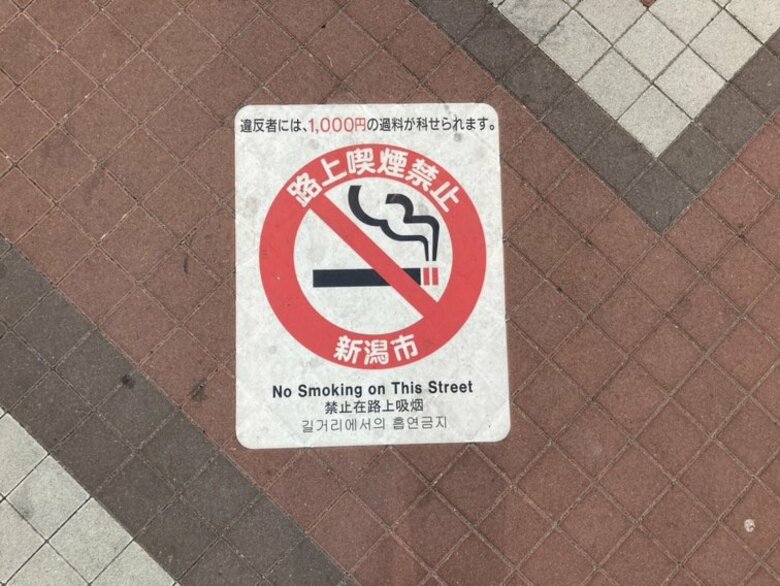 違反者には、1,000円の過料が科せられます。
路上喫煙禁止
新潟市
No Smoking on This Street
禁止在路上吸烟
길거리에서의 흡연금지